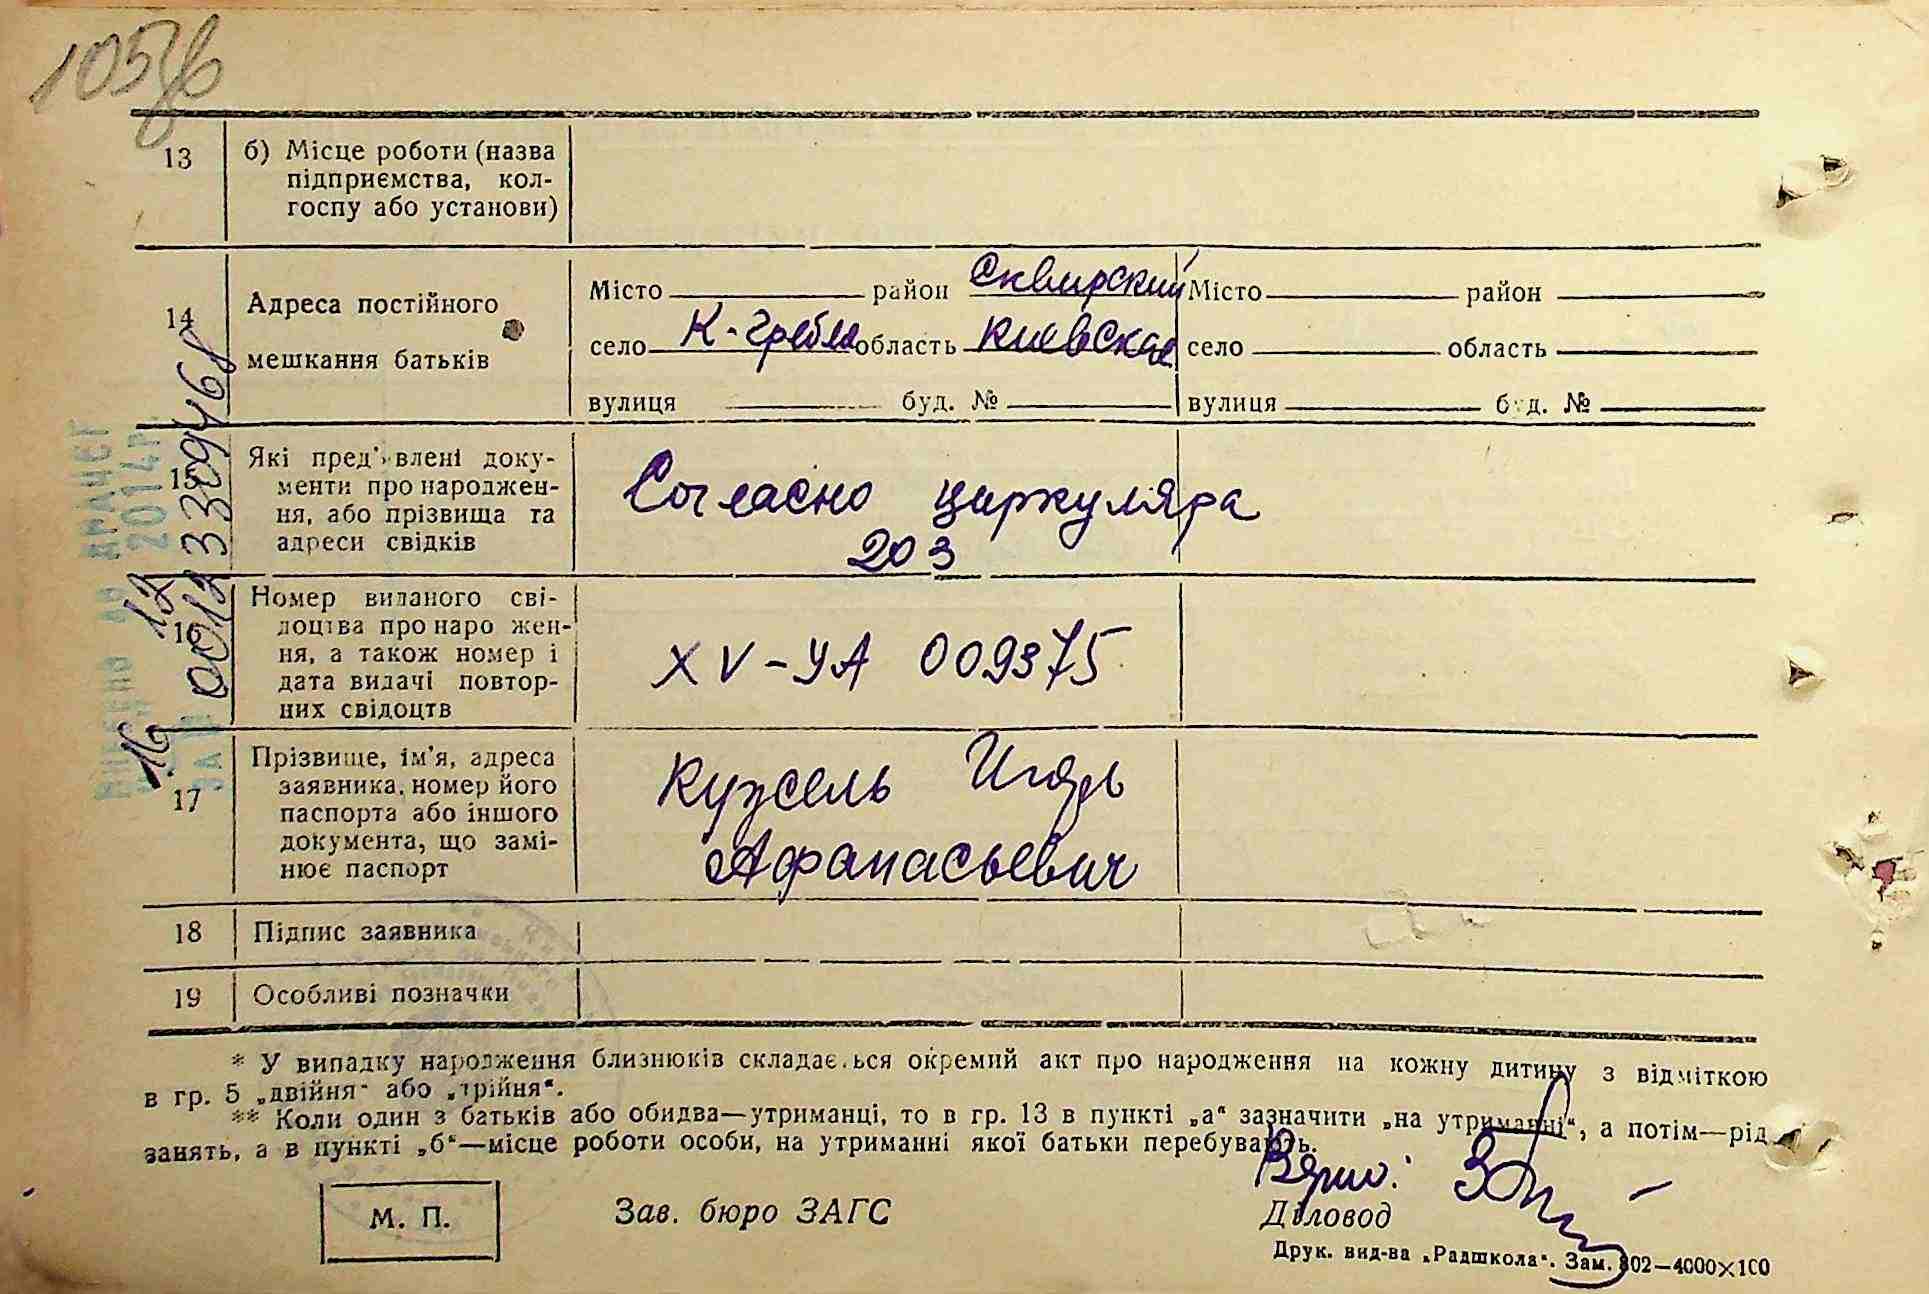 105
13
б) Місце роботи (назва
підприємства, кол-
госпу або установи)
14
Адреса постійного
мешкання батьків
Місто район Сквирский
село К-Гребля область Киевская
вулиця буд. №
Місто район
село область
вулиця буд. №
15
Які пред'влені доку-
менти про народжен-
ня, або прізвища та
адреси свідків
Согласно циркуляра
203
16
Номер виданого сві-
доцтва про народжен-
ня, а також номер і
дата видачі повтор-
них свідоцтв
XV-УА 009375
17
Прізвище, ім'я, адреса
заявника, номер його
паспорта або іншого
документа, що замі-
нює паспорт
Кужель Игорь
Афанасьевич
18 Підпис заявника
19 Особливі позначки
2014р
* У випадку народження близнюків складається окремий акт про народження на кожну дитину з відміткою
в гр. 5 „двійня" або „трійня".
** Коли один з батьків або обидва—утриманці, то в гр. 13 в пункті „а" зазначити „на утриманні", а потім—рід
занять, а в пункті „б"—місце роботи особи, на утриманні якої батьки перебувають.
Верно:
М. П.
Зав. бюро ЗАГС
Діловод
Друк. вид-ва „Радшкола". Зам. 802—4000×100